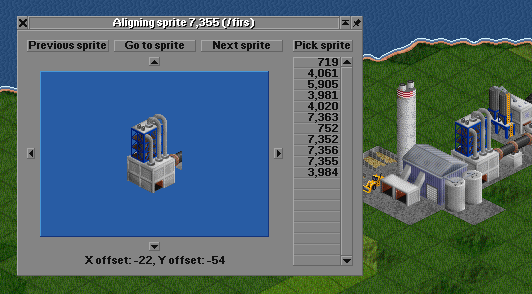 Aligning sprite 7,355 (/firs)
Previous sprite
Go to sprite
Next sprite
Pick sprite
719
4,061
5,905
3,981
4,020
7,363
752
7,352
7,356
7,355
3,984
X offset: -22, Y offset: -54